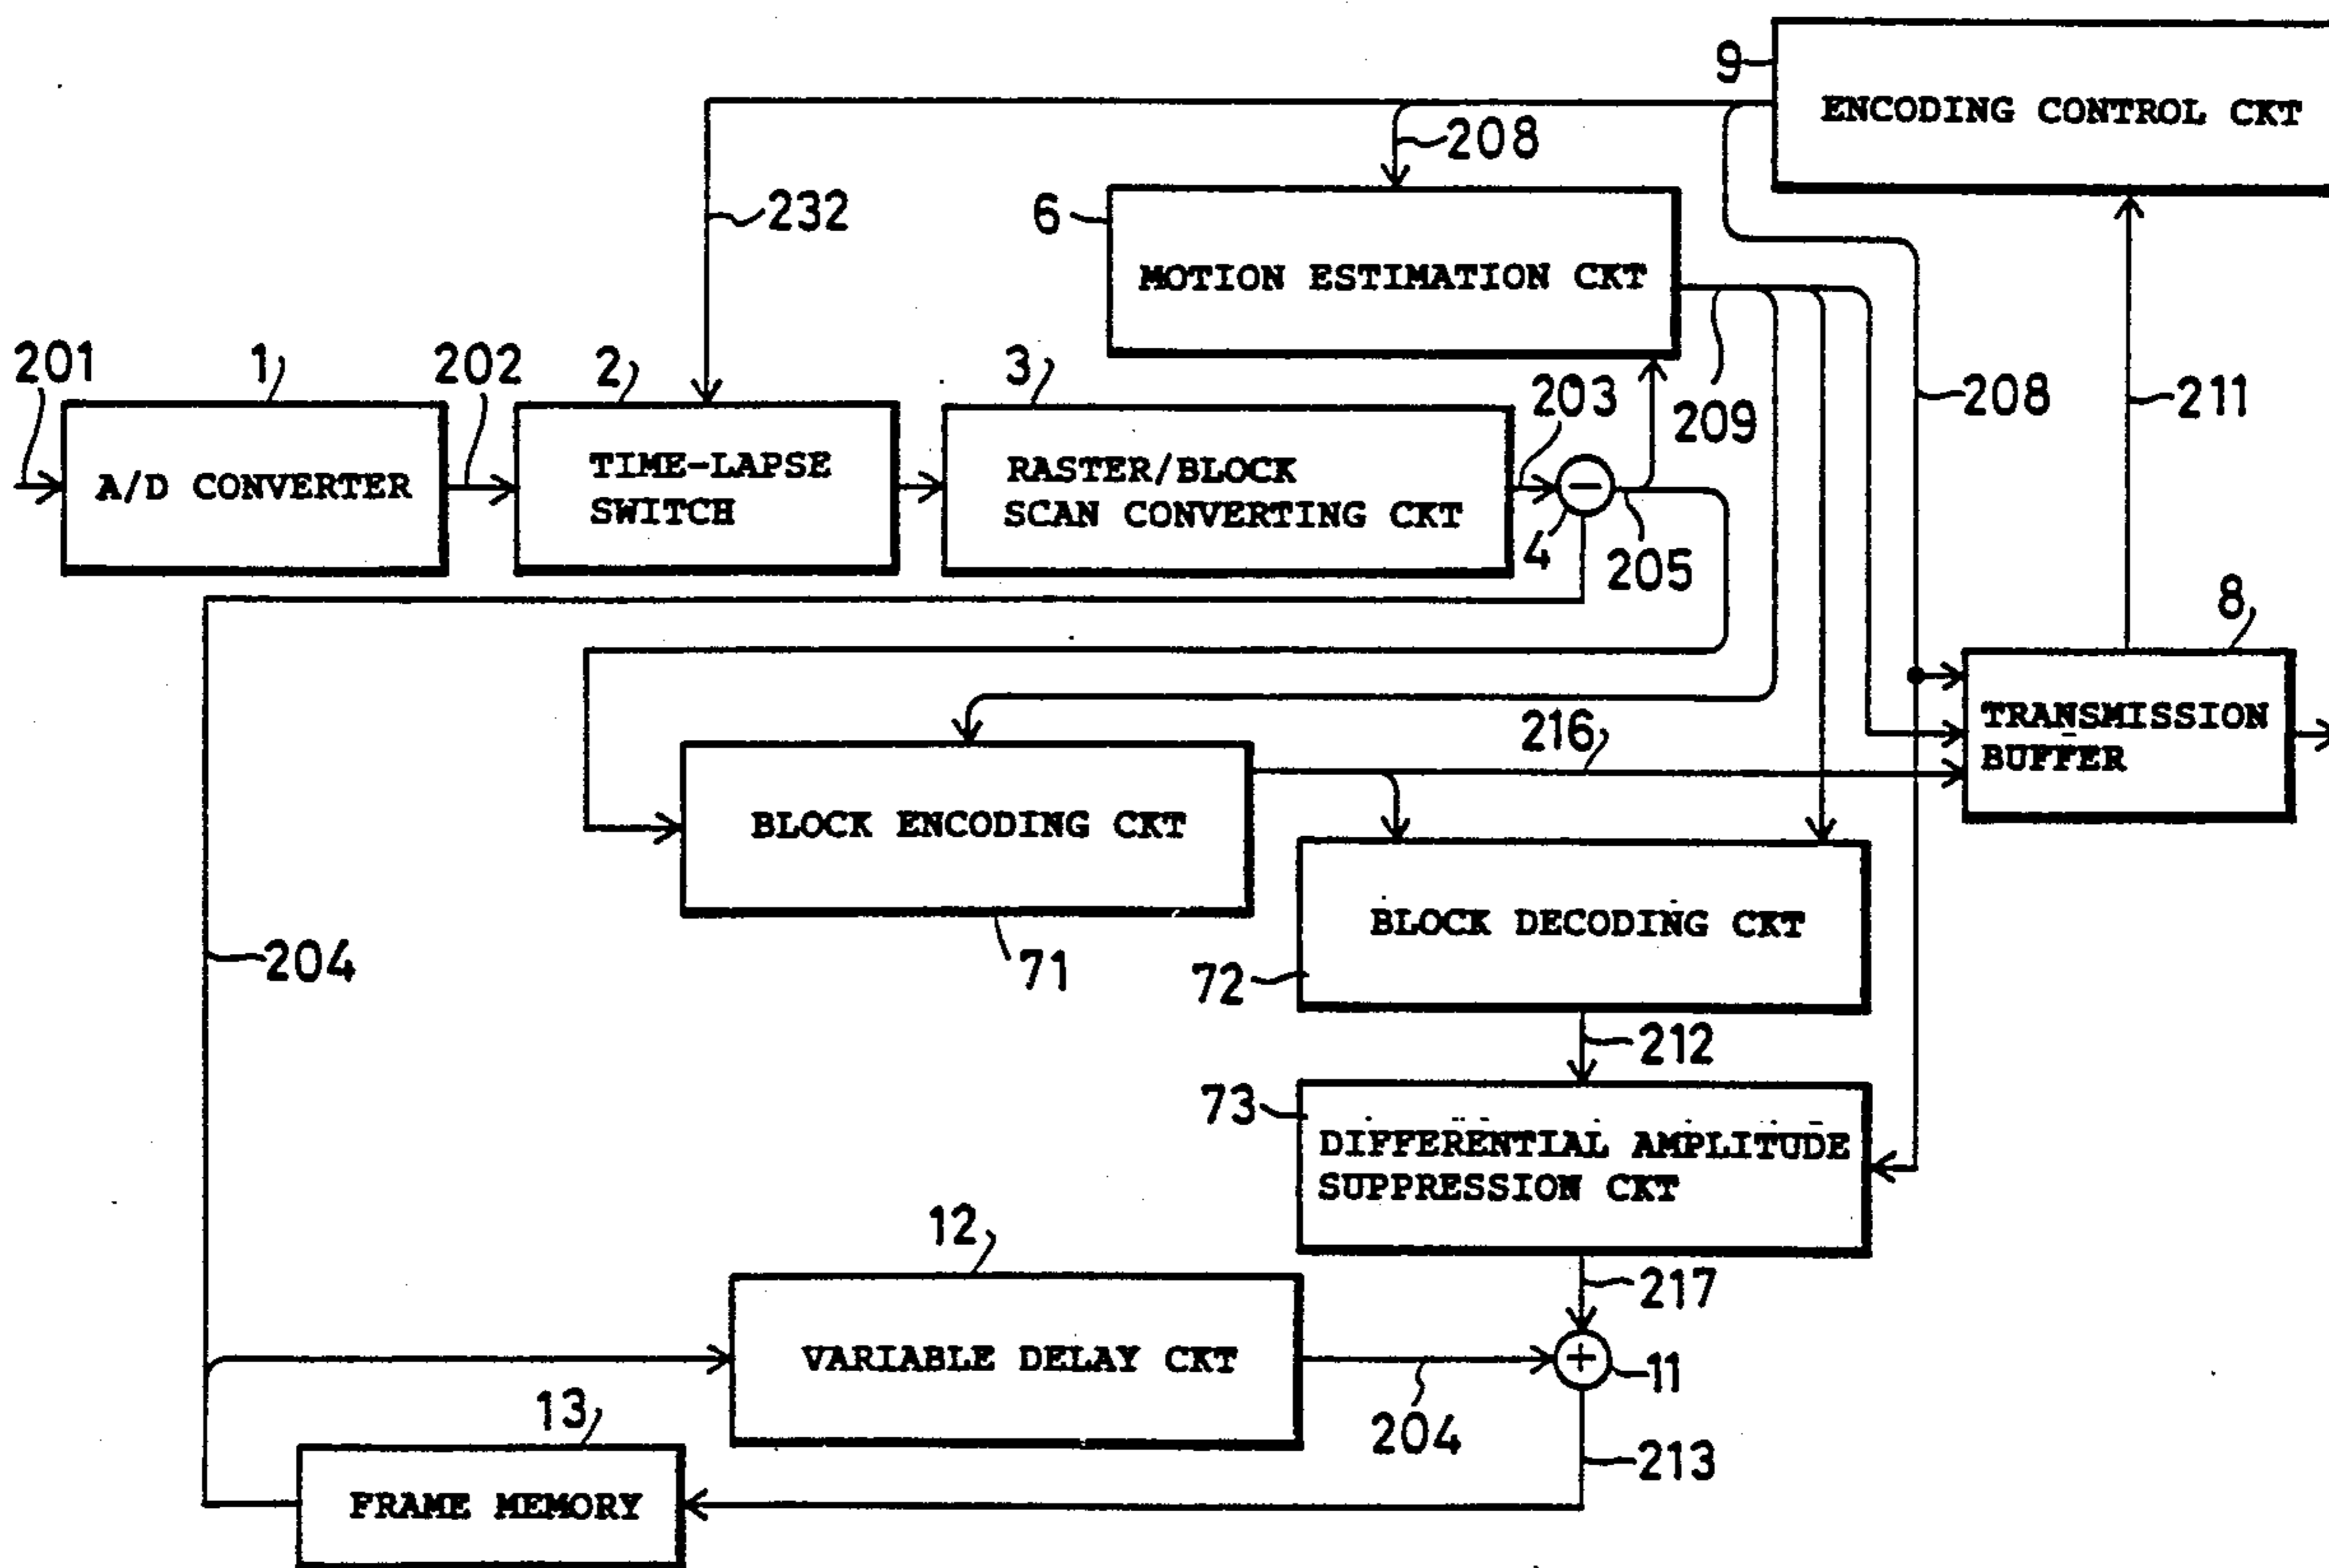 9
ENCODING CONTROL CKT
208
232
6
MOTION ESTIMATION CKT
201
1
202
2
3
203
209
208
211
A/D CONVERTER
TIME-LAPSE
SWITCH
RASTER/BLOCK
SCAN CONVERTING CKT
−
4
205
8
TRANSMISSION
BUFFER
216
BLOCK ENCODING CKT
71
204
BLOCK DECODING CKT
72
212
73
DIFFERENTIAL AMPLITUDE
SUPPRESSION CKT
12
217
VARIABLE DELAY CKT
+
11
204
13
213
FRAME MEMORY